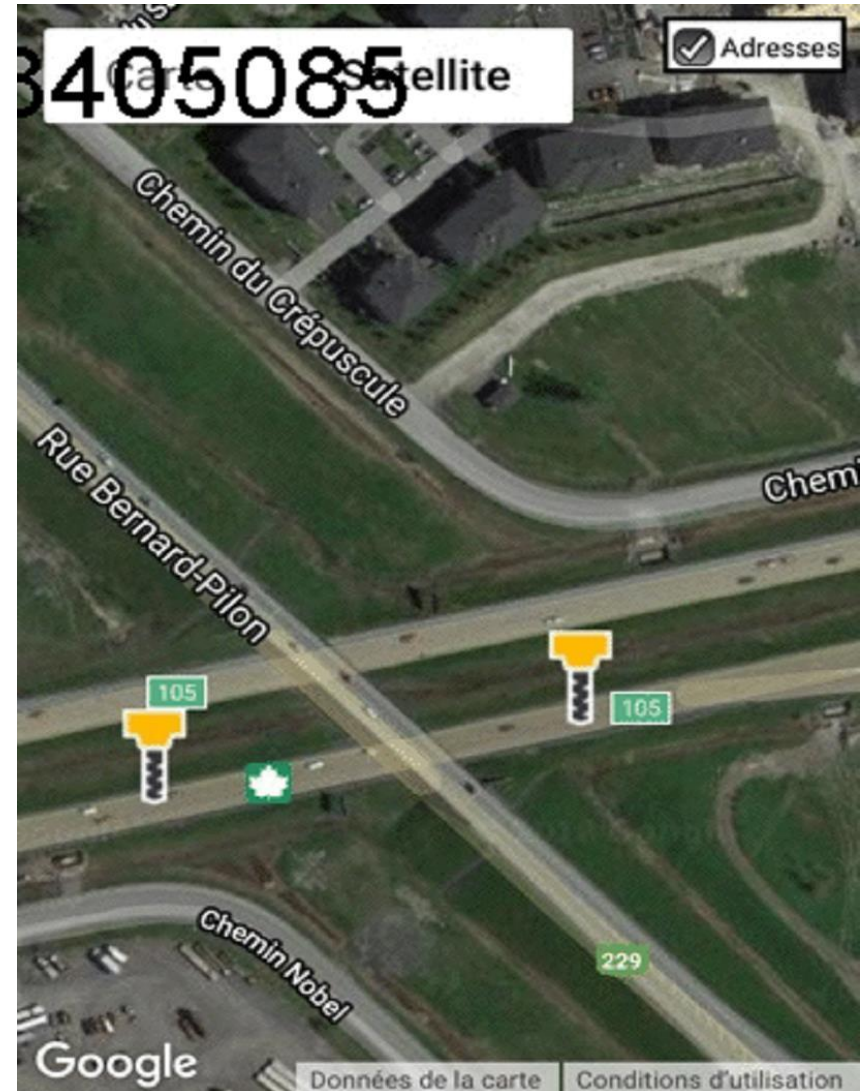 Adresses
Satellite
8405085
Chemin du Crépuscule
Chemi
Rue Bernard-Pilon
105
105
229
Chemin Nobel
Google
Données de la carte
Conditions d'utilisation